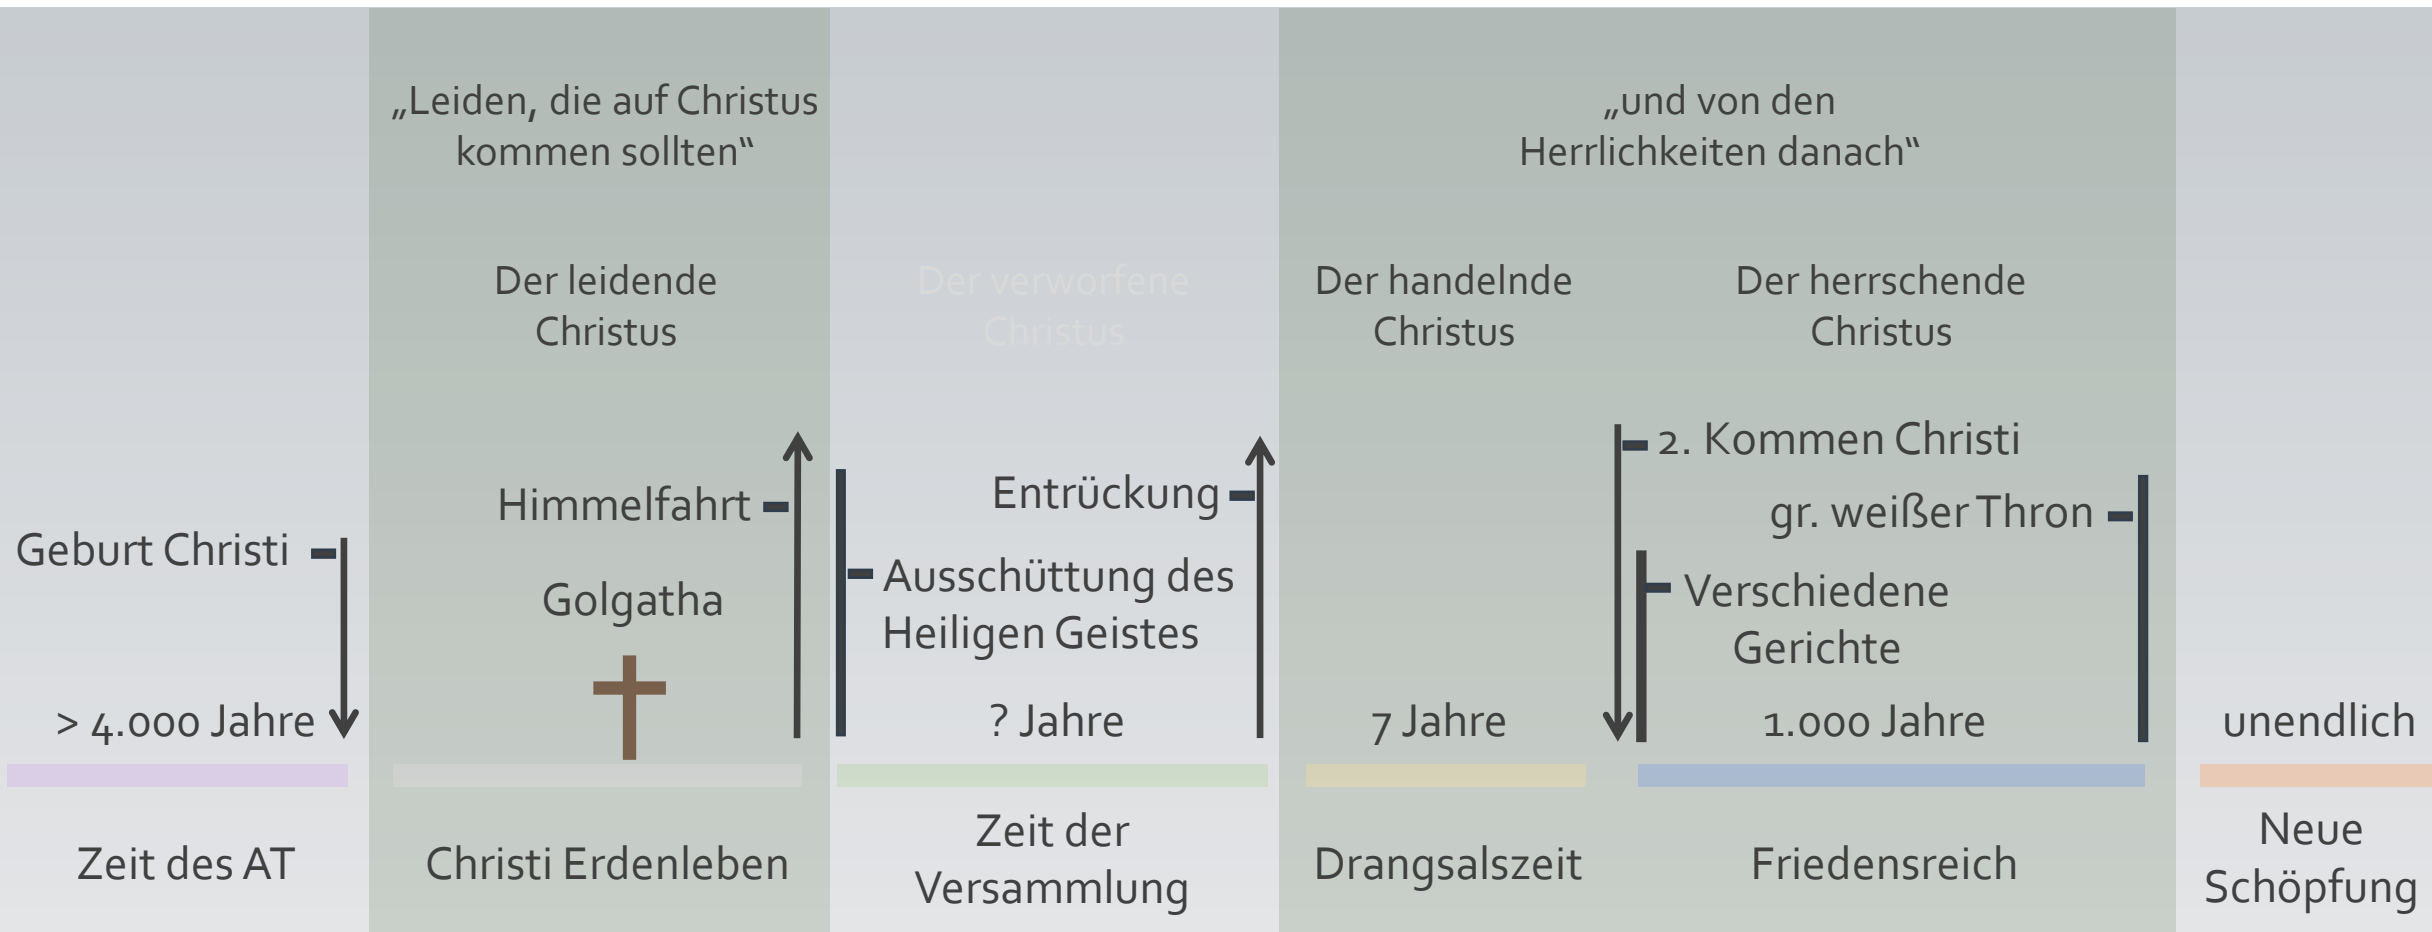 „Leiden, die auf Christus
kommen sollten“
„und von den
Herrlichkeiten danach“
Der leidende
Christus
Der verworfene
Christus
Der handelnde
Christus
Der herrschende
Christus
Geburt Christi
> 4.000 Jahre
Himmelfahrt
Golgatha
Entrückung
Ausschüttung des
Heiligen Geistes
? Jahre
7 Jahre
2. Kommen Christi
gr. weißer Thron
Verschiedene
Gerichte
1.000 Jahre
unendlich
Zeit des AT
Christi Erdenleben
Zeit der
Versammlung
Drangsalszeit
Friedensreich
Neue
Schöpfung